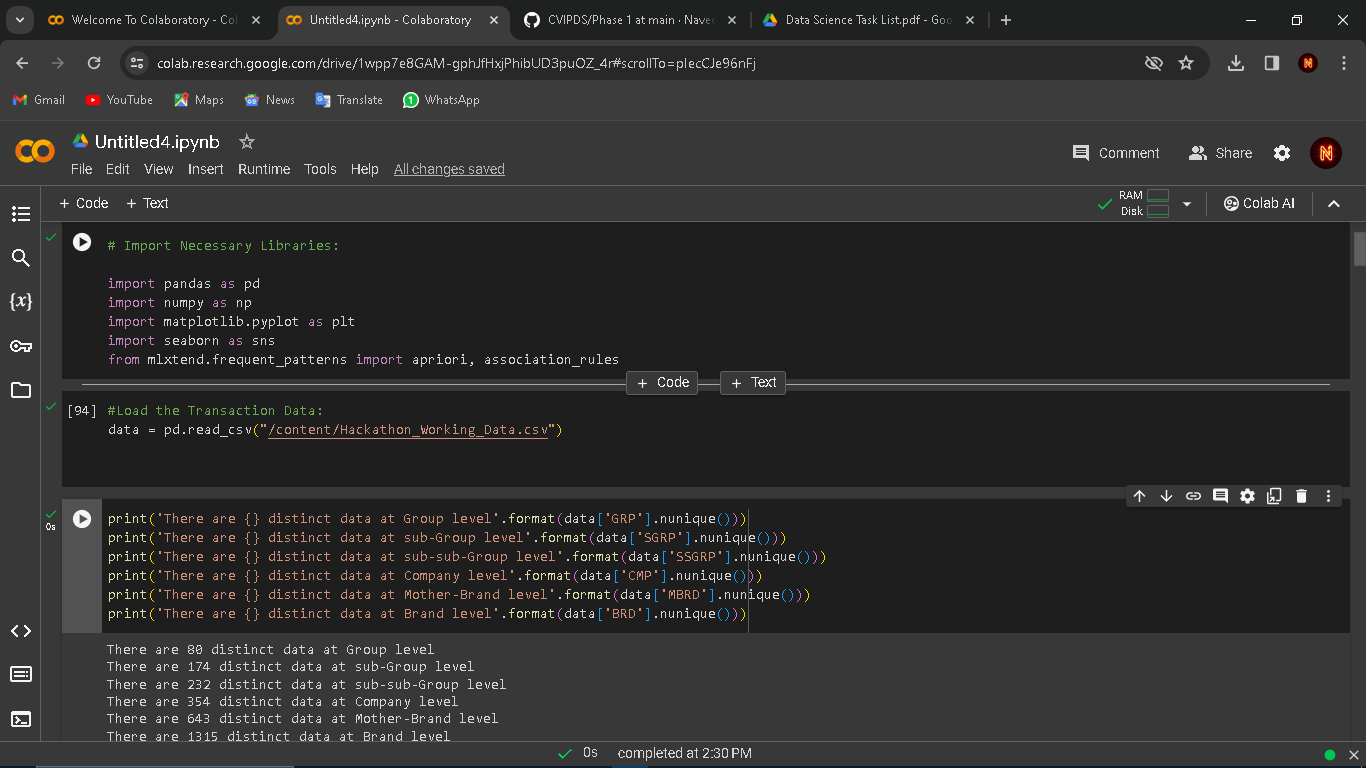 Welcome To Colaboratory - Col
Untitled4.ipynb - Colaboratory
CVIPDS/Phase 1 at main · Navee
Data Science Task List.pdf - Goo
colab.research.google.com/drive/1wpp7e8GAM-gphJfHxjPhibUD3puOZ_4r#scrollTo=pIecCJe96nFj
Gmail YouTube Maps News Translate WhatsApp
Untitled4.ipynb
Comment Share N
File Edit View Insert Runtime Tools Help All changes saved
+ Code + Text RAM Disk Colab AI
# Import Necessary Libraries:
import pandas as pd
import numpy as np
import matplotlib.pyplot as plt
import seaborn as sns
from mlxtend.frequent_patterns import apriori, association_rules
+ Code + Text
[94] #Load the Transaction Data:
data = pd.read_csv("/content/Hackathon_Working_Data.csv")
0s
print('There are {} distinct data at Group level'.format(data['GRP'].nunique()))
print('There are {} distinct data at sub-Group level'.format(data['SGRP'].nunique()))
print('There are {} distinct data at sub-sub-Group level'.format(data['SSGRP'].nunique()))
print('There are {} distinct data at Company level'.format(data['CMP'].nunique()))
print('There are {} distinct data at Mother-Brand level'.format(data['MBRD'].nunique()))
print('There are {} distinct data at Brand level'.format(data['BRD'].nunique()))
There are 80 distinct data at Group level
There are 174 distinct data at sub-Group level
There are 232 distinct data at sub-sub-Group level
There are 354 distinct data at Company level
There are 643 distinct data at Mother-Brand level
There are 1315 distinct data at Brand level
0s completed at 2:30 PM